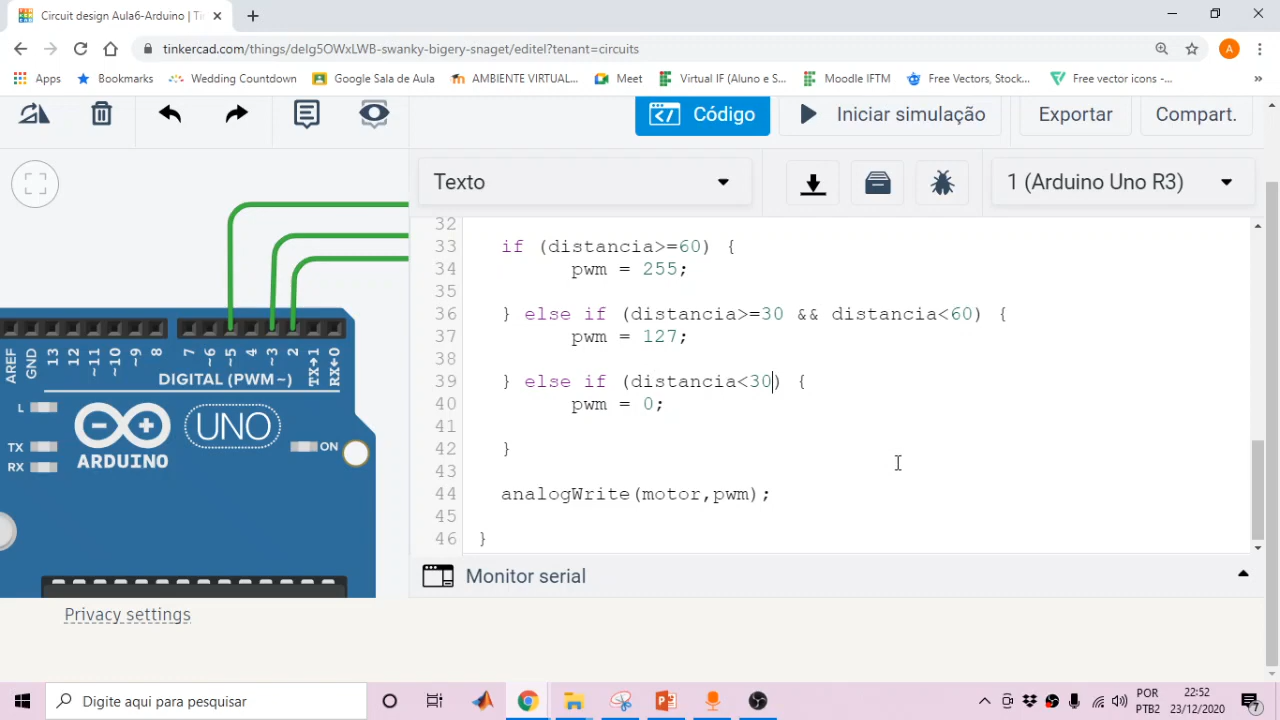 Circuit design Aula6-Arduino | Tin
tinkercad.com/things/delg5OWxLWB-swanky-bigery-snaget/editel?tenant=circuits
A
Apps Bookmarks Wedding Countdown Google Sala de Aula AMBIENTE VIRTUAL... Meet Virtual IF (Aluno e S... Moodle IFTM Free Vectors, Stock... Free vector icons -... »
Código Iniciar simulação Exportar Compart.
Texto 1 (Arduino Uno R3)
32
33 if (distancia>=60) {
34 pwm = 255;
35
36 } else if (distancia>=30 && distancia<60) {
37 pwm = 127;
38
39 } else if (distancia<30) {
40 pwm = 0;
41
42 }
43
44 analogWrite(motor,pwm);
45
46 }
AREF GND 13 12 ~11 ~10 ~9 8 7 ~6 ~5 4 ~3 2 TX→1 RX←0
DIGITAL (PWM~)
L
TX
RX
UNO
ON
ARDUINO
Monitor serial
Privacy settings
Digite aqui para pesquisar
POR
PTB2
22:52
23/12/2020
7